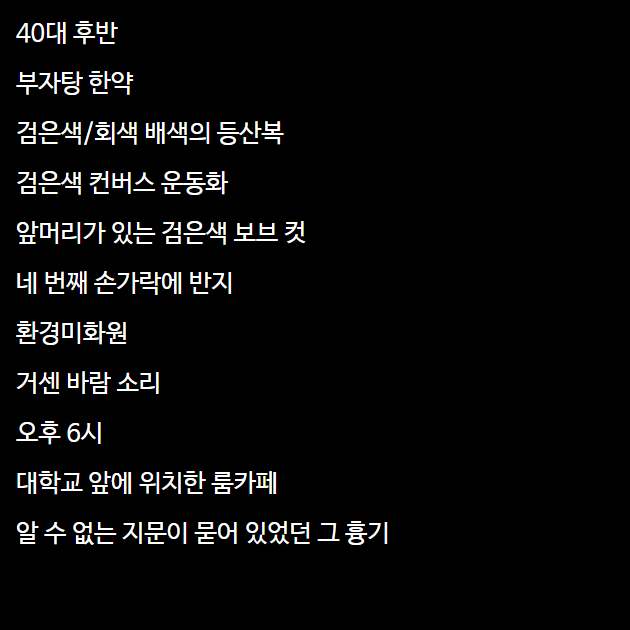 40대 후반
부자탕 한약
검은색/회색 배색의 등산복
검은색 컨버스 운동화
앞머리가 있는 검은색 보브 컷
네 번째 손가락에 반지
환경미화원
거센 바람 소리
오후 6시
대학교 앞에 위치한 룸카페
알 수 없는 지문이 묻어 있었던 그 흉기